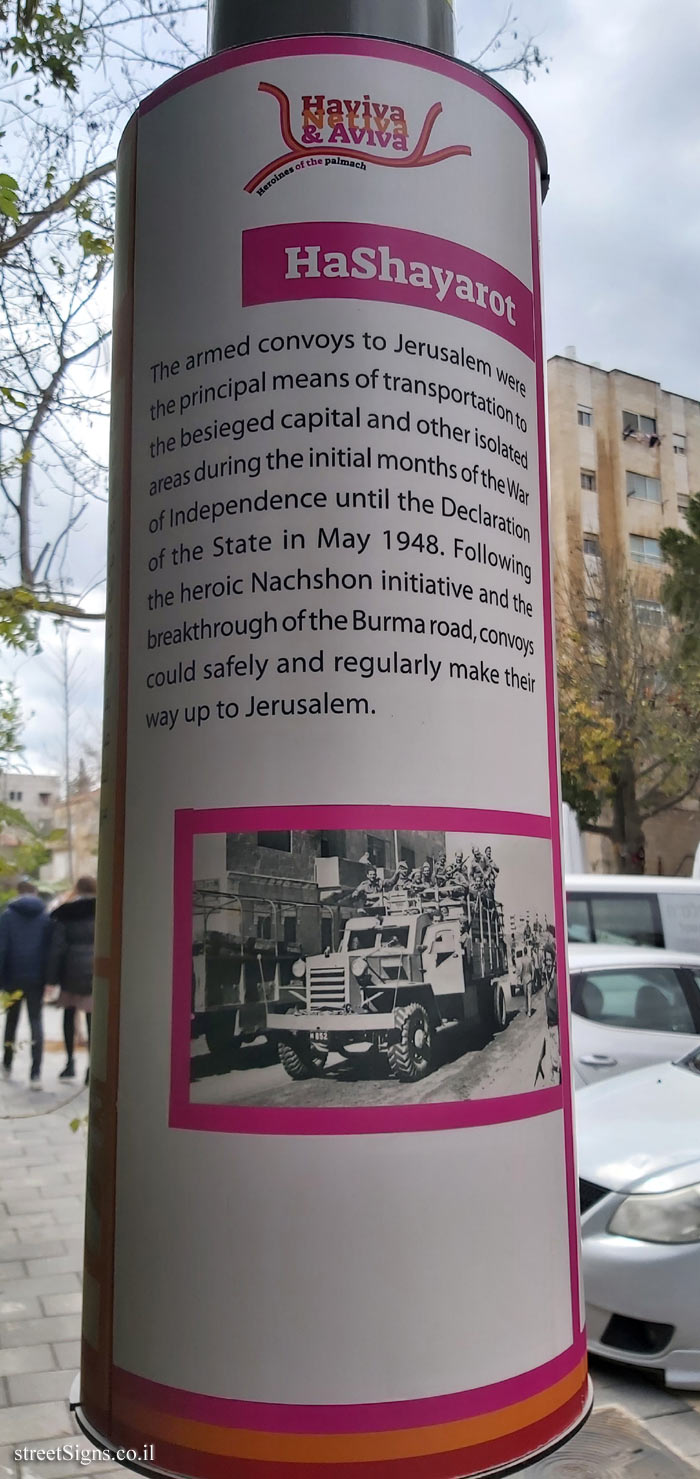 Haviva
Netiva
& Aviva
Heroines of the palmach
HaShayarot
The armed convoys to Jerusalem were
the principal means of transportation to
the besieged capital and other isolated
areas during the initial months of the War
of Independence until the Declaration
of the State in May 1948. Following
the heroic Nachshon initiative and the
breakthrough of the Burma road, convoys
could safely and regularly make their
way up to Jerusalem.
852
streetSigns.co.il